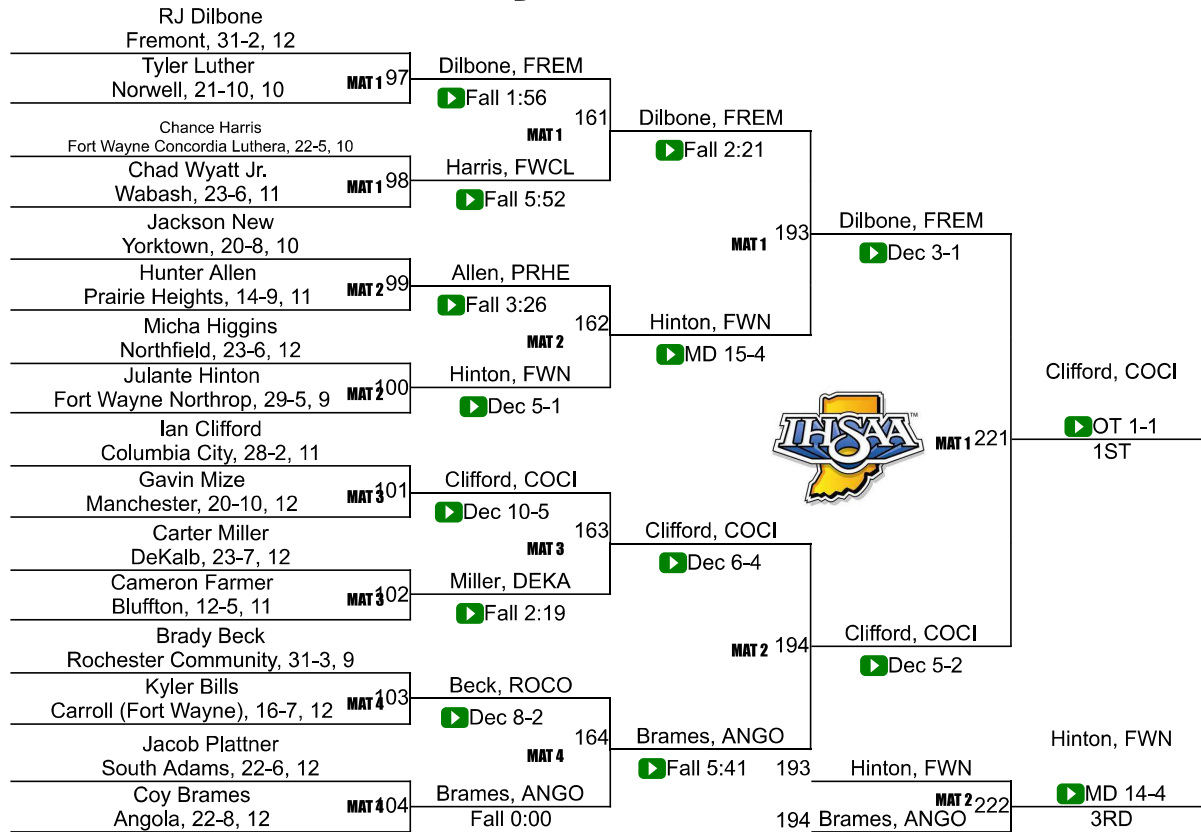 RJ Dilbone
Fremont, 31-2, 12
Tyler Luther
Norwell, 21-10, 10
MAT 1 97
Chance Harris
Fort Wayne Concordia Luthera, 22-5, 10
Chad Wyatt Jr.
Wabash, 23-6, 11
MAT 1 98
Jackson New
Yorktown, 20-8, 10
Hunter Allen
Prairie Heights, 14-9, 11
MAT 2 99
Micha Higgins
Northfield, 23-6, 12
Julante Hinton
Fort Wayne Northrop, 29-5, 9
MAT 2 100
Ian Clifford
Columbia City, 28-2, 11
Gavin Mize
Manchester, 20-10, 12
MAT 3 101
Carter Miller
DeKalb, 23-7, 12
Cameron Farmer
Bluffton, 12-5, 11
MAT 3 102
Brady Beck
Rochester Community, 31-3, 9
Kyler Bills
Carroll (Fort Wayne), 16-7, 12
MAT 4 103
Jacob Plattner
South Adams, 22-6, 12
Coy Brames
Angola, 22-8, 12
MAT 4 104
Dilbone, FREM
Fall 1:56
MAT 1 161
Harris, FWCL
Fall 5:52
Allen, PRHE
Fall 3:26
MAT 2 162
Hinton, FWN
Dec 5-1
Clifford, COCI
Dec 10-5
MAT 3 163
Miller, DEKA
Fall 2:19
Beck, ROCO
Dec 8-2
MAT 4 164
Brames, ANGO
Fall 0:00
Dilbone, FREM
Fall 2:21
MAT 1 193
Hinton, FWN
MD 15-4
Clifford, COCI
Dec 6-4
MAT 2 194
Brames, ANGO
Fall 5:41
Dilbone, FREM
Dec 3-1
IHSAA
TM
MAT 1 221
Clifford, COCI
Dec 5-2
Clifford, COCI
OT 1-1
1ST
193 Hinton, FWN
MAT 2 222
194 Brames, ANGO
Hinton, FWN
MD 14-4
3RD